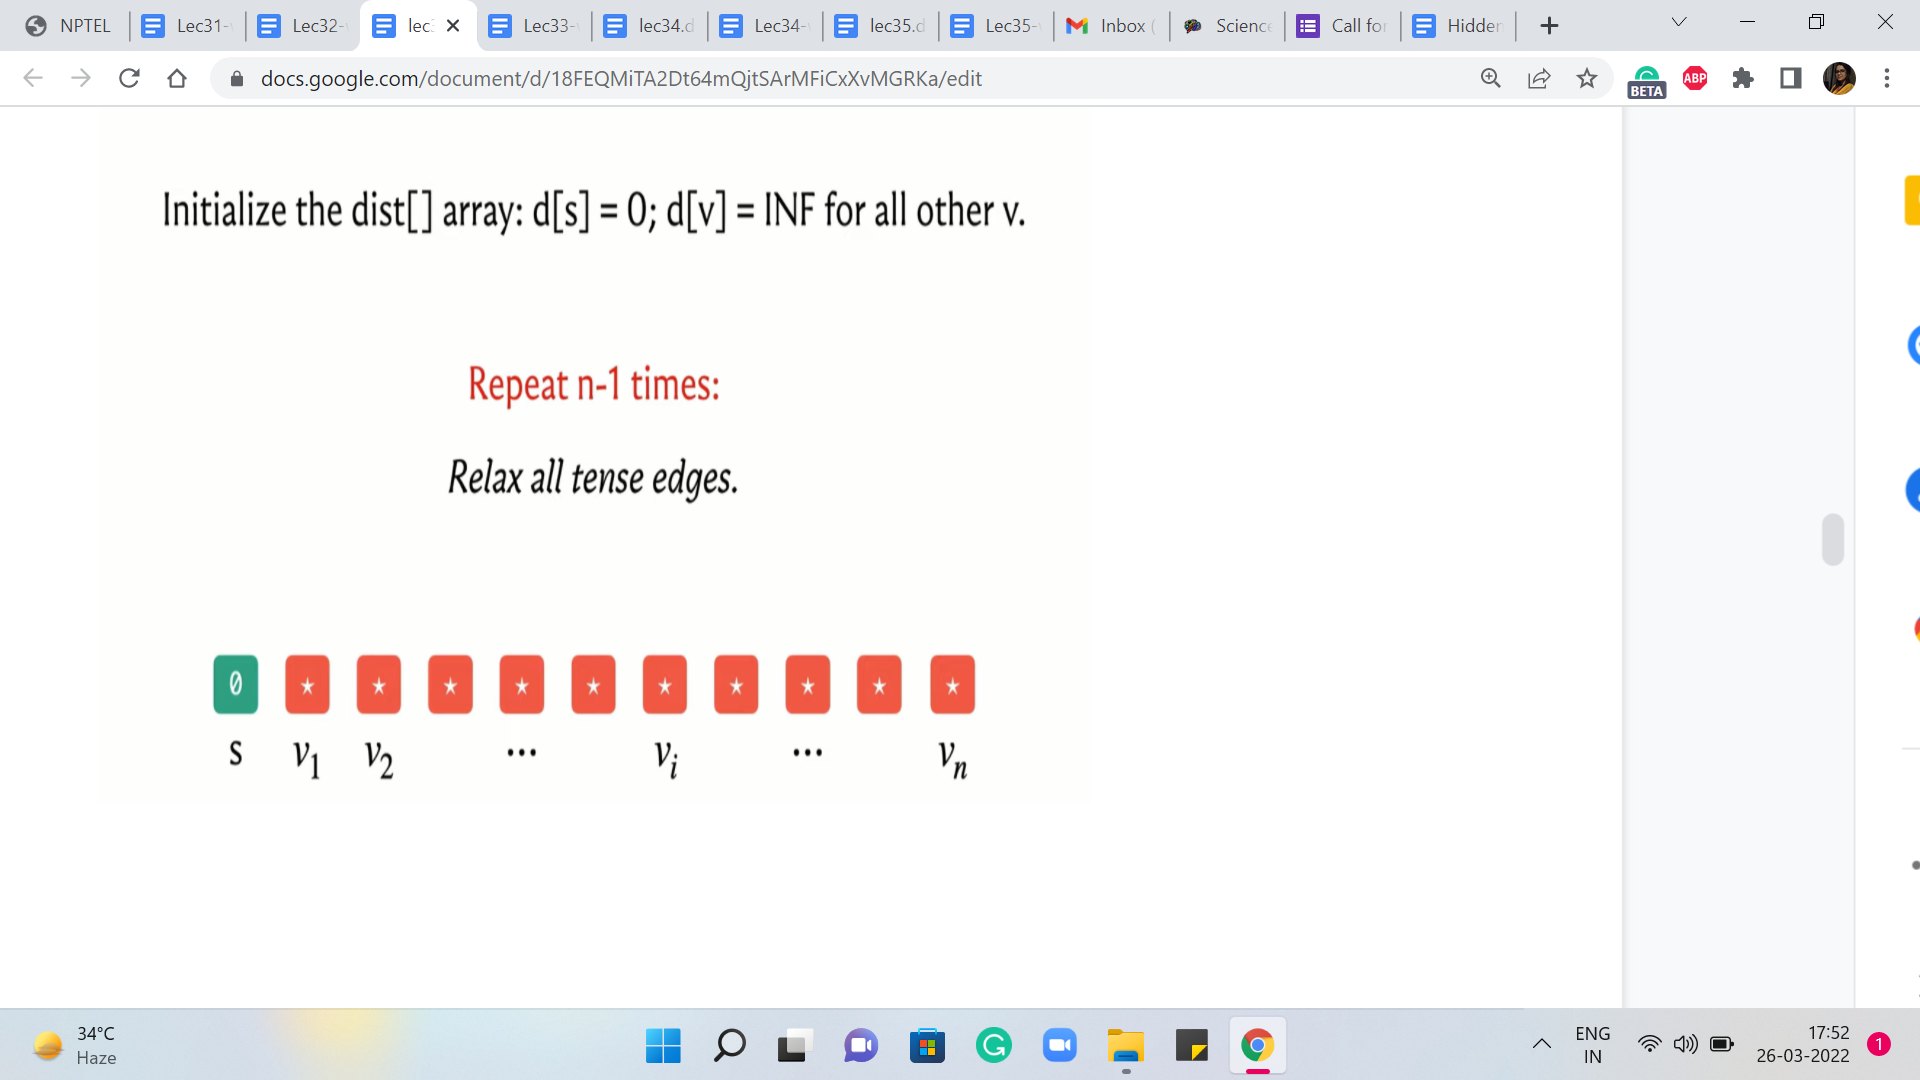 NPTEL
Lec31-
Lec32-
lec
Lec33-
lec34.d
Lec34-
lec35.d
Lec35-
Inbox (
Science
Call for
Hidden
docs.google.com/document/d/18FEQMiTA2Dt64mQjtSArMFiCxXvMGRKa/edit
BETA
ABP
Initialize the dist[] array: d[s] = 0; d[v] = INF for all other v.
Repeat n-1 times:
Relax all tense edges.
0 * * * * * * * * * *
s v1 v2 ... vi ... vn
34°C
Haze
ENG
IN
17:52
26-03-2022
1